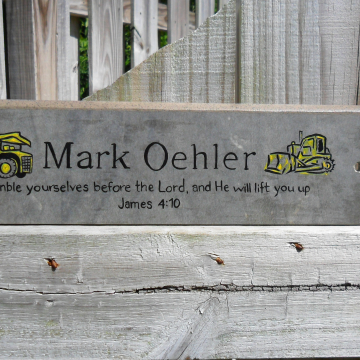 Mark Oehler
mble yourselves before the Lord, and He will lift you up
James 4:10